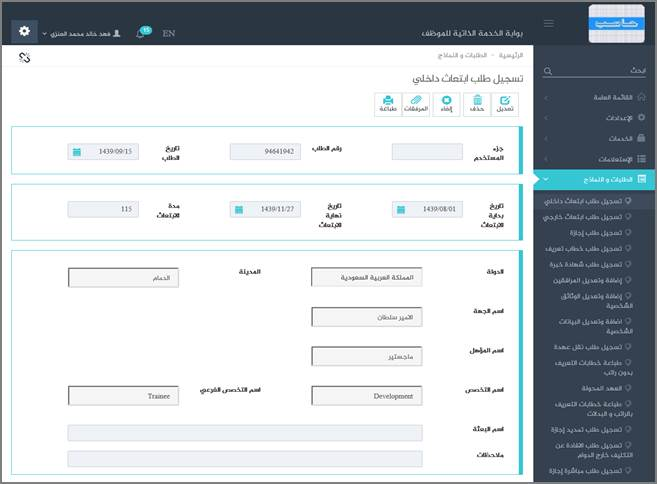 حاسب
بوابة الخدمة الذاتية للموظف
EN
15
فهد خالد محمد العنزي
ابحث
الرئيسية - الطلبات و النماذج
تسجيل طلب ابتعاث داخلي
تعديل
حذف
إلغاء
المرفقات
طباعة
جزء المستخدم
رقم الطلب
94641942
تاريخ الطلب
1439/09/15
تاريخ بداية الابتعاث
1439/08/01
تاريخ نهاية الابتعاث
1439/11/27
مدة الابتعاث
115
الدولة
المملكة العربية السعودية
المدينة
الدمام
اسم الجهة
الامير سلطان
اسم المؤهل
ماجستير
اسم التخصص
Development
اسم التخصص الفرعي
Trainee
اسم البعثة
ملاحظات
القائمة العامة
الإعدادات
الخدمات
الإستعلامات
الطلبات و النماذج
تسجيل طلب ابتعاث داخلي
تسجيل طلب ابتعاث خارجي
تسجيل طلب إجازة
تسجيل طلب خطاب تعريف
تسجيل طلب شهادة خبرة
إضافة وتعديل المرافقين
إضافة وتعديل الوثائق
الشخصية
اضافة وتعديل البيانات
الشخصية
تسجيل طلب نقل عهدة
طباعة خطابات التعريف
بدون راتب
العهد المحولة
طباعة خطابات التعريف
بالراتب و البدلات
تسجيل طلب تمديد إجازة
تسجيل طلب الافادة عن
التكليف خارج الدوام
تسجيل طلب مباشرة إجازة